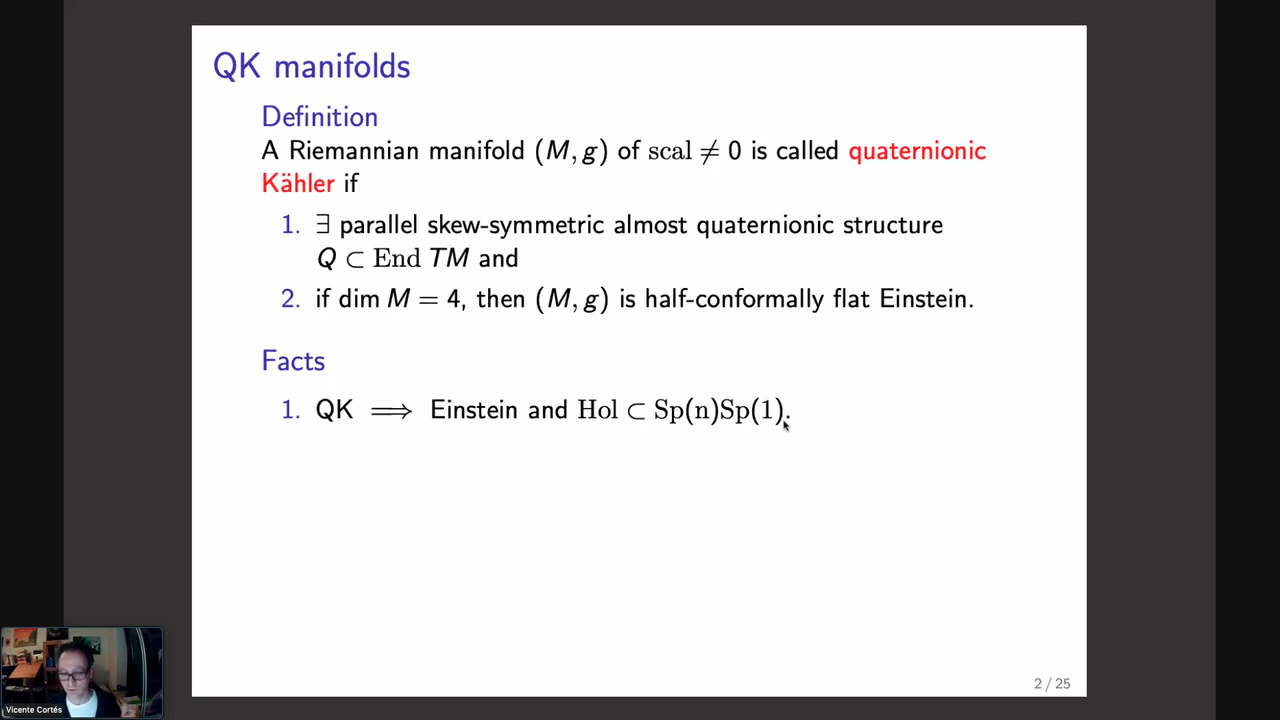 QK manifolds
Definition
A Riemannian manifold (M, g) of scal ≠ 0 is called quaternionic
Kähler if
1. ∃ parallel skew-symmetric almost quaternionic structure
Q ⊂ End TM and
2. if dim M = 4, then (M, g) is half-conformally flat Einstein.
Facts
1. QK ⟹ Einstein and Hol ⊂ Sp(n)Sp(1).
2 / 25
Vicente Cortés